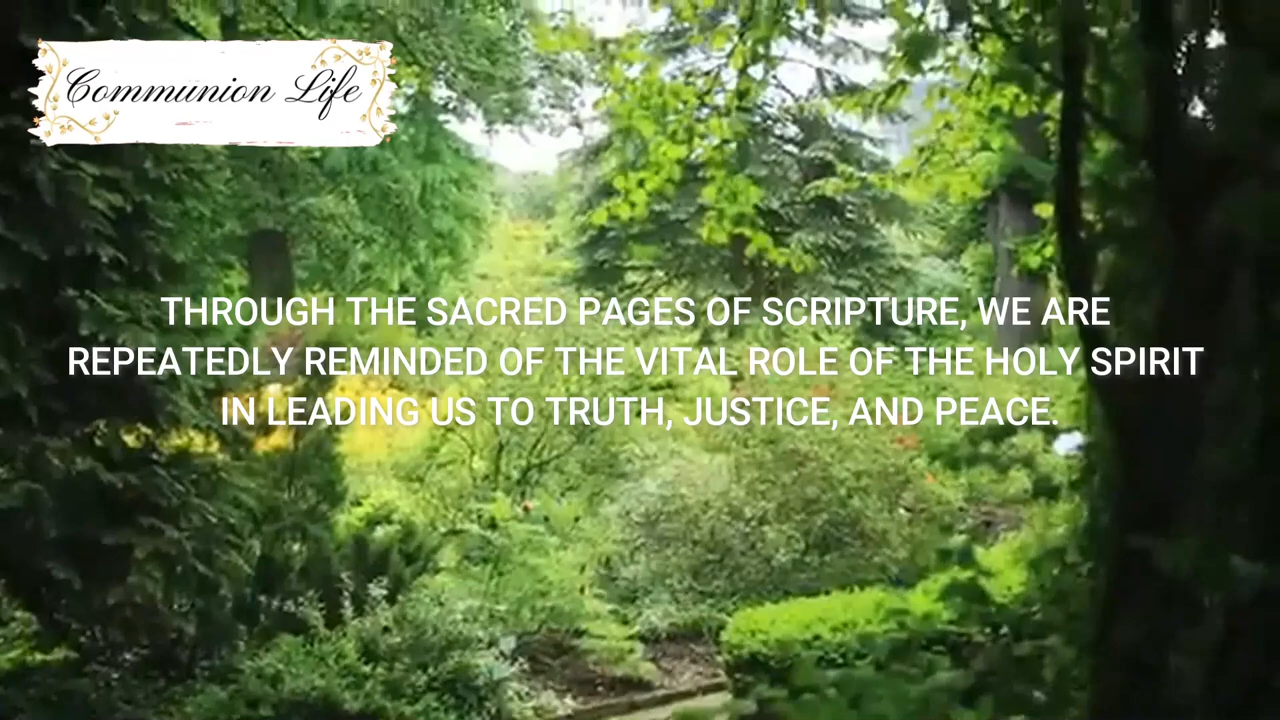 Communion Life
THROUGH THE SACRED PAGES OF SCRIPTURE, WE ARE
REPEATEDLY REMINDED OF THE VITAL ROLE OF THE HOLY SPIRIT
IN LEADING US TO TRUTH, JUSTICE, AND PEACE.